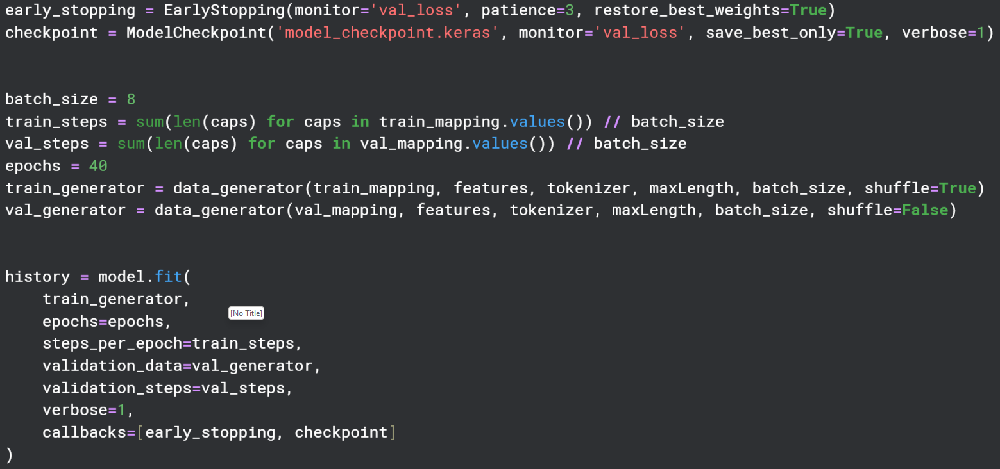 early_stopping = EarlyStopping(monitor='val_loss', patience=3, restore_best_weights=True)
checkpoint = ModelCheckpoint('model_checkpoint.keras', monitor='val_loss', save_best_only=True, verbose=1)
batch_size = 8
train_steps = sum(len(caps) for caps in train_mapping.values()) // batch_size
val_steps = sum(len(caps) for caps in val_mapping.values()) // batch_size
epochs = 40
train_generator = data_generator(train_mapping, features, tokenizer, maxLength, batch_size, shuffle=True)
val_generator = data_generator(val_mapping, features, tokenizer, maxLength, batch_size, shuffle=False)
history = model.fit(
    train_generator,
[No Title]
    epochs=epochs,
    steps_per_epoch=train_steps,
    validation_data=val_generator,
    validation_steps=val_steps,
    verbose=1,
    callbacks=[early_stopping, checkpoint]
)